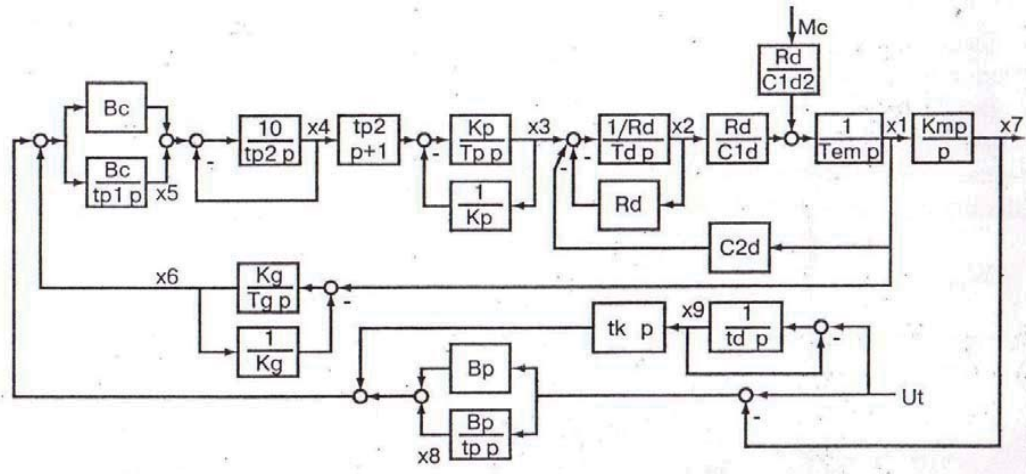 Mc
Rd
C1d2
Bc
Bc
tp1 p
x5
10
tp2 p
x4
tp2
p+1
Kp
Tp p
x3
1
Kp
1/Rd
Td p
x2
Rd
Rd
C1d
1
Tem p
x1
Kmp
p
x7
C2d
x6
Kg
Tg p
1
Kg
tk p
x9
1
td p
Bp
Bp
tp p
x8
Ut